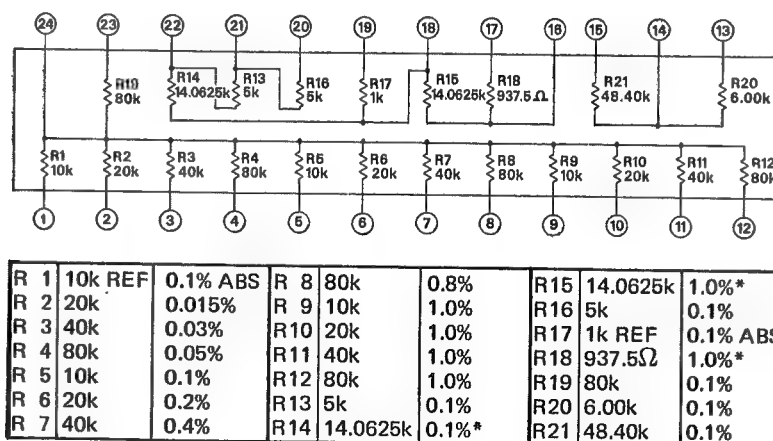 24 23 22 21 20 19 18 17 16 15 14 13
R19 80k
R14 14.0625k
R13 5k
R16 5k
R17 1k
R15 14.0625k
R18 937.5Ω
R21 48.40k
R20 6.00k
R1 10k
R2 20k
R3 40k
R4 80k
R5 10k
R6 20k
R7 40k
R8 80k
R9 10k
R10 20k
R11 40k
R12 80k
1 2 3 4 5 6 7 8 9 10 11 12
R 1 10k REF 0.1% ABS R 8 80k 0.8% R15 14.0625k 1.0%*
R 2 20k 0.015% R 9 10k 1.0% R16 5k 0.1%
R 3 40k 0.03% R10 20k 1.0% R17 1k REF 0.1% ABS
R 4 80k 0.05% R11 40k 1.0% R18 937.5Ω 1.0%*
R 5 10k 0.1% R12 80k 1.0% R19 80k 0.1%
R 6 20k 0.2% R13 5k 0.1% R20 6.00k 0.1%
R 7 40k 0.4% R14 14.0625k 0.1%* R21 48.40k 0.1%